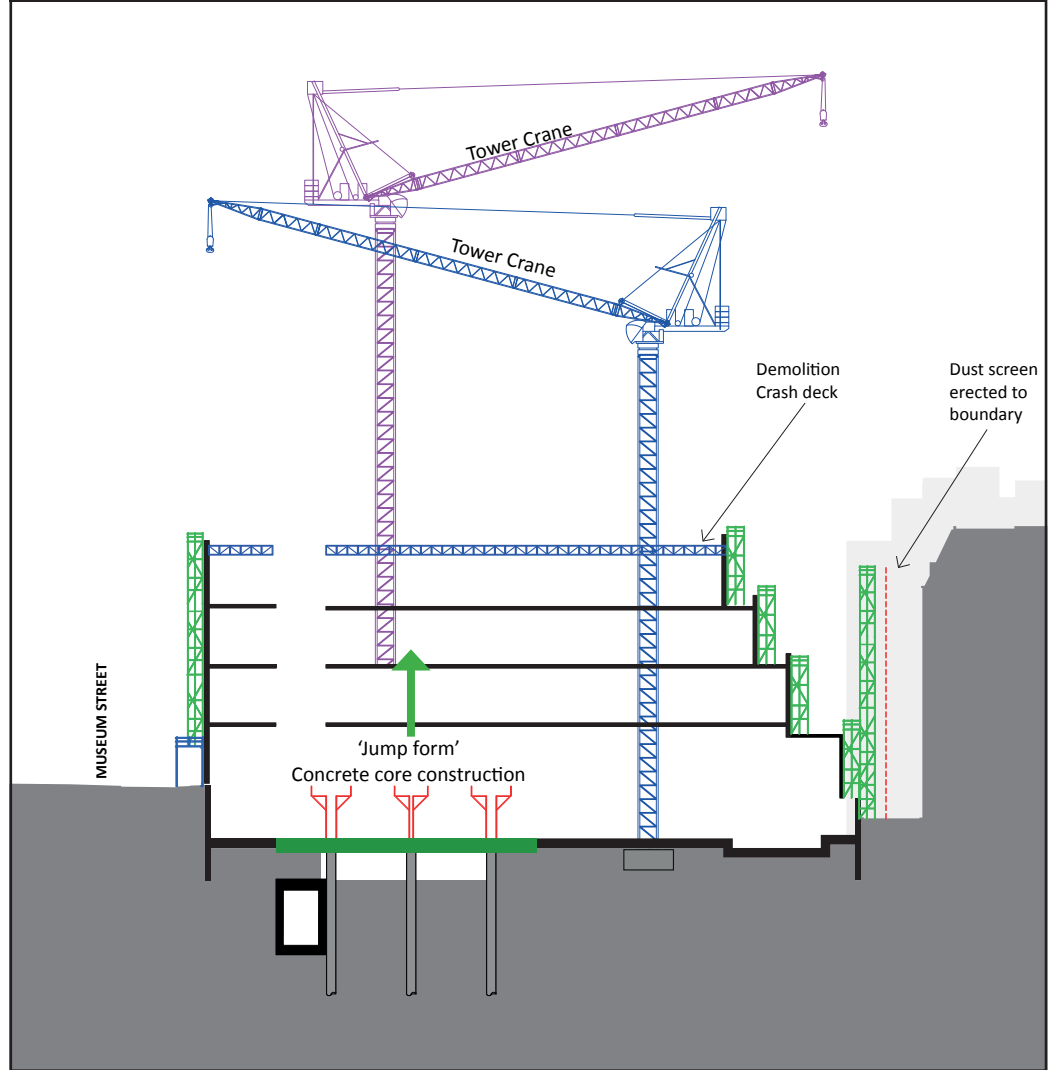 Tower Crane
Tower Crane
Demolition
Crash deck
Dust screen
erected to
boundary
MUSEUM STREET
‘Jump form’
Concrete core construction